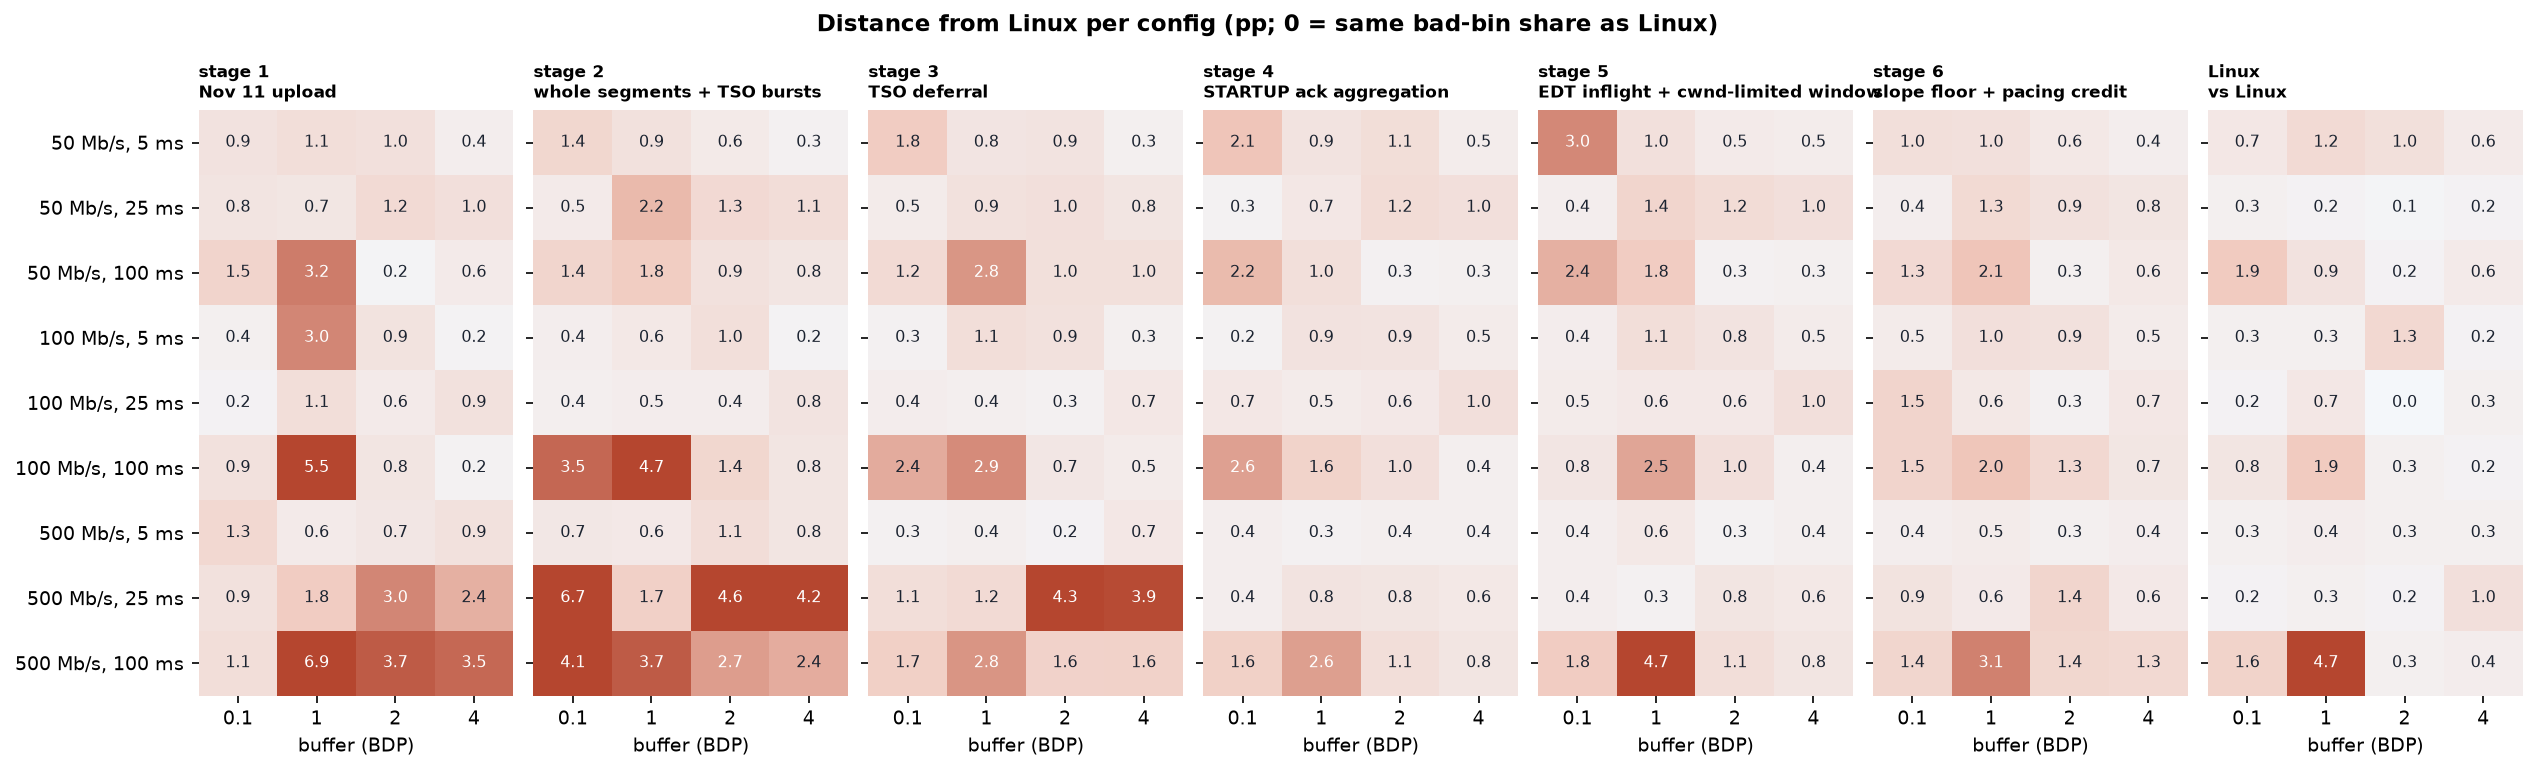 Distance from Linux per config (pp; 0 = same bad-bin share as Linux)
stage 1
Nov 11 upload
stage 2
whole segments + TSO bursts
stage 3
TSO deferral
stage 4
STARTUP ack aggregation
stage 5
EDT inflight + cwnd-limited window
stage 6
slope floor + pacing credit
Linux
vs Linux
50 Mb/s, 5 ms 0.9 1.1 1.0 0.4 1.4 0.9 0.6 0.3 1.8 0.8 0.9 0.3 2.1 0.9 1.1 0.5 3.0 1.0 0.5 0.5 1.0 1.0 0.6 0.4 0.7 1.2 1.0 0.6
50 Mb/s, 25 ms 0.8 0.7 1.2 1.0 0.5 2.2 1.3 1.1 0.5 0.9 1.0 0.8 0.3 0.7 1.2 1.0 0.4 1.4 1.2 1.0 0.4 1.3 0.9 0.8 0.3 0.2 0.1 0.2
50 Mb/s, 100 ms 1.5 3.2 0.2 0.6 1.4 1.8 0.9 0.8 1.2 2.8 1.0 1.0 2.2 1.0 0.3 0.3 2.4 1.8 0.3 0.3 1.3 2.1 0.3 0.6 1.9 0.9 0.2 0.6
100 Mb/s, 5 ms 0.4 3.0 0.9 0.2 0.4 0.6 1.0 0.2 0.3 1.1 0.9 0.3 0.2 0.9 0.9 0.5 0.4 1.1 0.8 0.5 0.5 1.0 0.9 0.5 0.3 0.3 1.3 0.2
100 Mb/s, 25 ms 0.2 1.1 0.6 0.9 0.4 0.5 0.4 0.8 0.4 0.4 0.3 0.7 0.7 0.5 0.6 1.0 0.5 0.6 0.6 1.0 1.5 0.6 0.3 0.7 0.2 0.7 0.0 0.3
100 Mb/s, 100 ms 0.9 5.5 0.8 0.2 3.5 4.7 1.4 0.8 2.4 2.9 0.7 0.5 2.6 1.6 1.0 0.4 0.8 2.5 1.0 0.4 1.5 2.0 1.3 0.7 0.8 1.9 0.3 0.2
500 Mb/s, 5 ms 1.3 0.6 0.7 0.9 0.7 0.6 1.1 0.8 0.3 0.4 0.2 0.7 0.4 0.3 0.4 0.4 0.4 0.6 0.3 0.4 0.4 0.5 0.3 0.4 0.3 0.4 0.3 0.3
500 Mb/s, 25 ms 0.9 1.8 3.0 2.4 6.7 1.7 4.6 4.2 1.1 1.2 4.3 3.9 0.4 0.8 0.8 0.6 0.4 0.3 0.8 0.6 0.9 0.6 1.4 0.6 0.2 0.3 0.2 1.0
500 Mb/s, 100 ms 1.1 6.9 3.7 3.5 4.1 3.7 2.7 2.4 1.7 2.8 1.6 1.6 1.6 2.6 1.1 0.8 1.8 4.7 1.1 0.8 1.4 3.1 1.4 1.3 1.6 4.7 0.3 0.4
0.1 1 2 4 0.1 1 2 4 0.1 1 2 4 0.1 1 2 4 0.1 1 2 4 0.1 1 2 4 0.1 1 2 4
buffer (BDP) buffer (BDP) buffer (BDP) buffer (BDP) buffer (BDP) buffer (BDP) buffer (BDP)